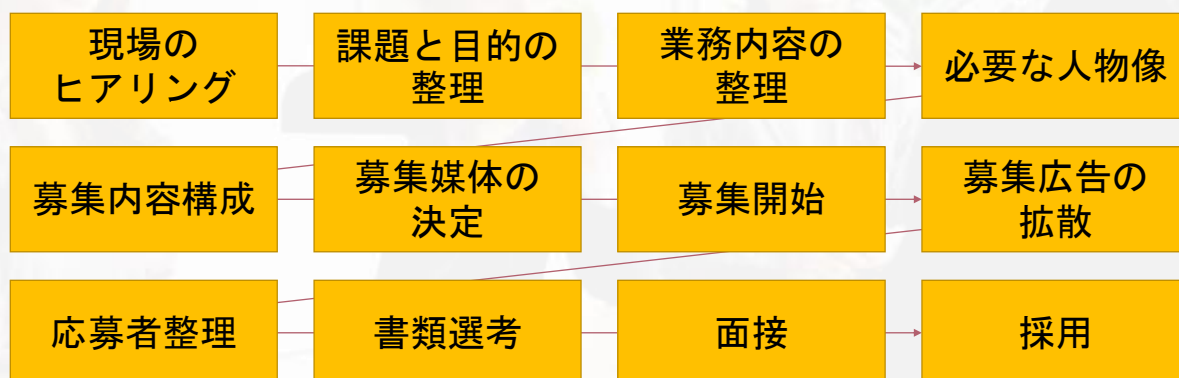 現場の
ヒアリング
課題と目的の
整理
業務内容の
整理
必要な人物像
募集内容構成
募集媒体の
決定
募集開始
募集広告の
拡散
応募者整理
書類選考
面接
採用